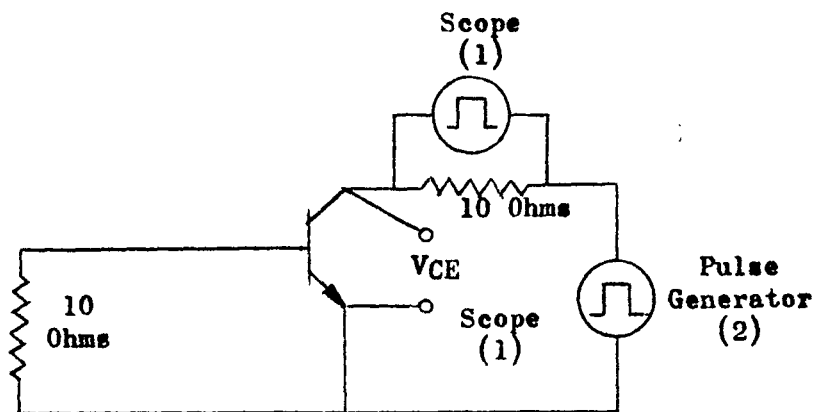 Scope
(1)
10 Ohms
VCE
10
Ohms
Scope
(1)
Pulse
Generator
(2)